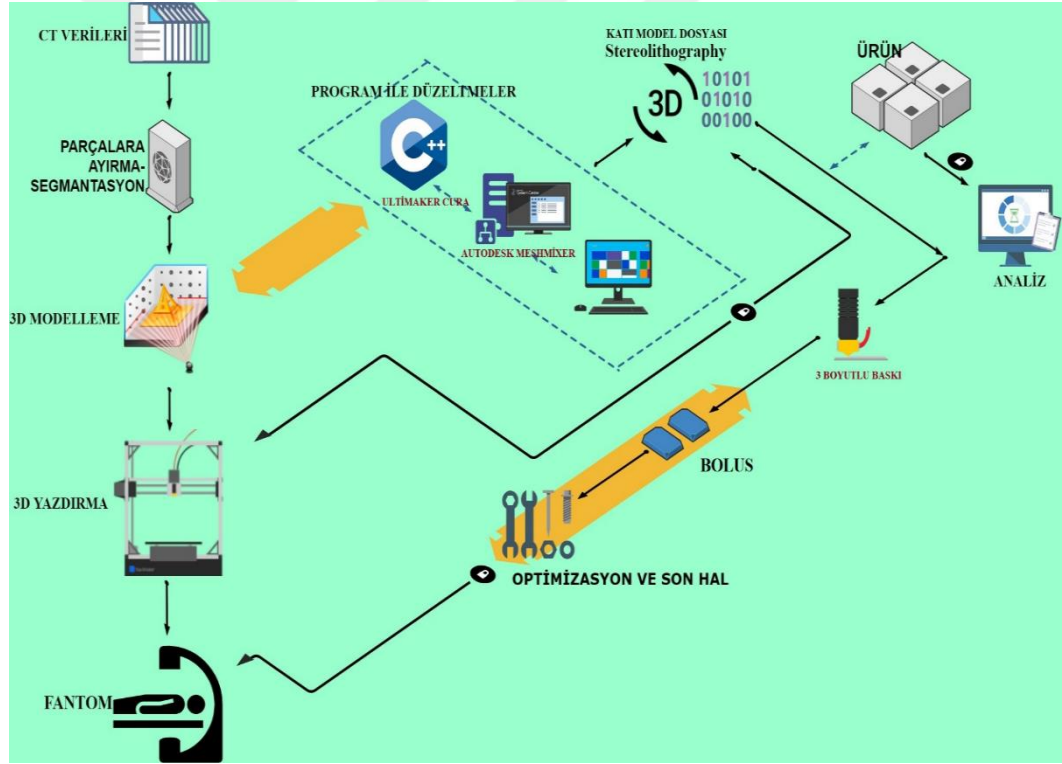 CT VERİLERİ
PARÇALARA
AYIRMA-
SEGMANTASYON
3D MODELLEME
3D YAZDIRMA
FANTOM
PROGRAM İLE DÜZELTMELER
C++
ULTİMAKER CURA
AUTODESK MESHMIXER
KATI MODEL DOSYASI
Stereolithography
3D
10101
01010
00100
ÜRÜN
ANALİZ
3 BOYUTLU BASKI
BOLUS
OPTİMİZASYON VE SON HAL